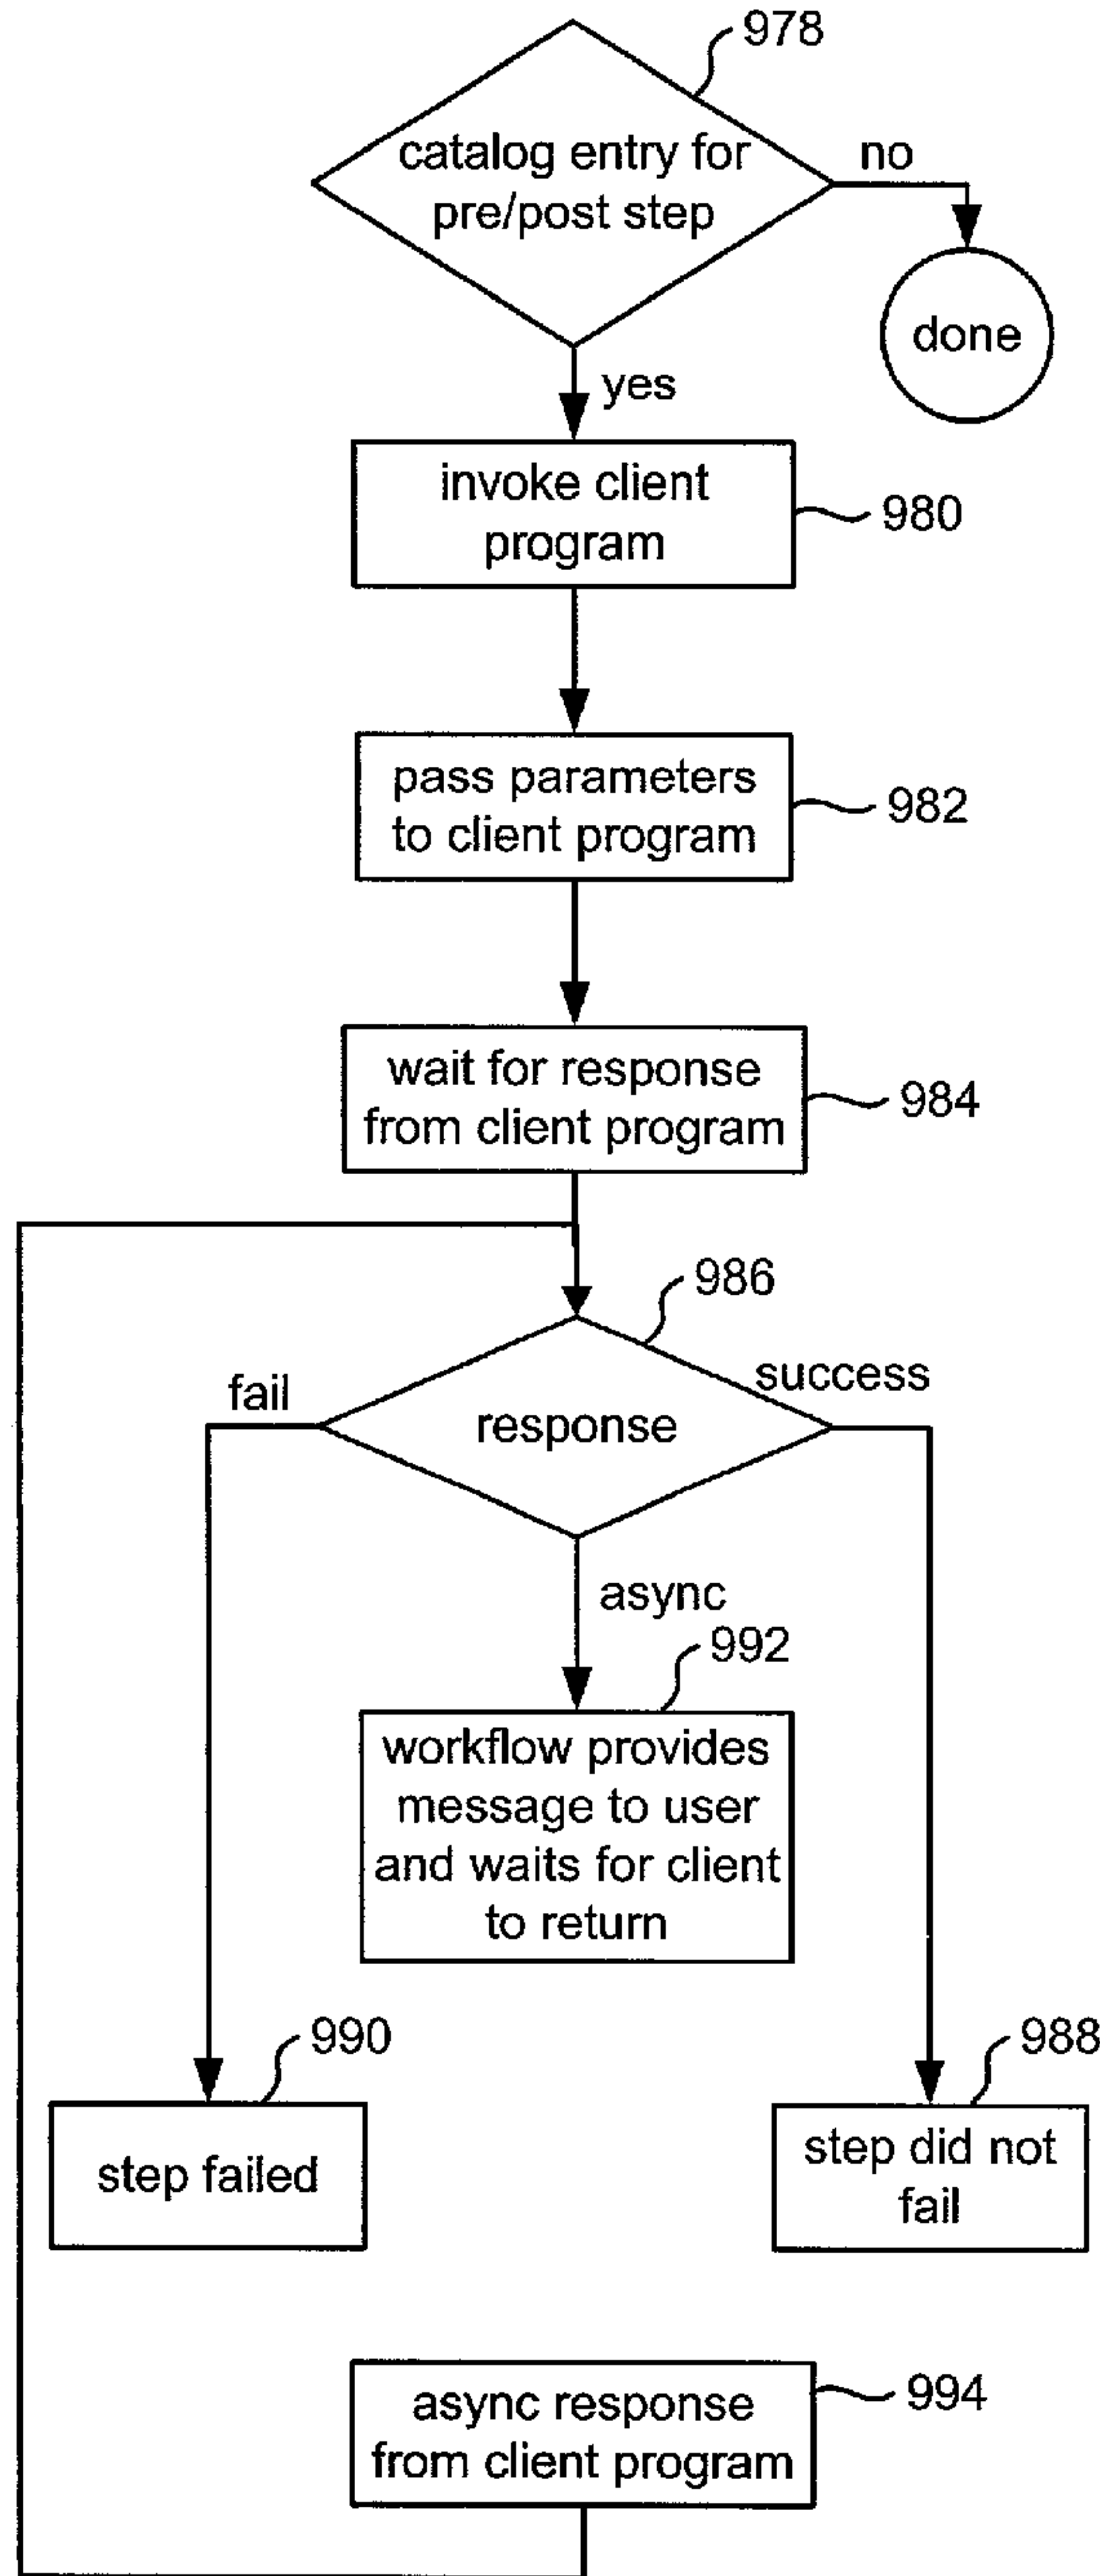 978
catalog entry for
pre/post step
no
done
yes
invoke client
program
980
pass parameters
to client program
982
wait for response
from client program
984
986
fail
success
response
async
992
workflow provides
message to user
and waits for client
to return
990
988
step failed
step did not
fail
async response
from client program
994